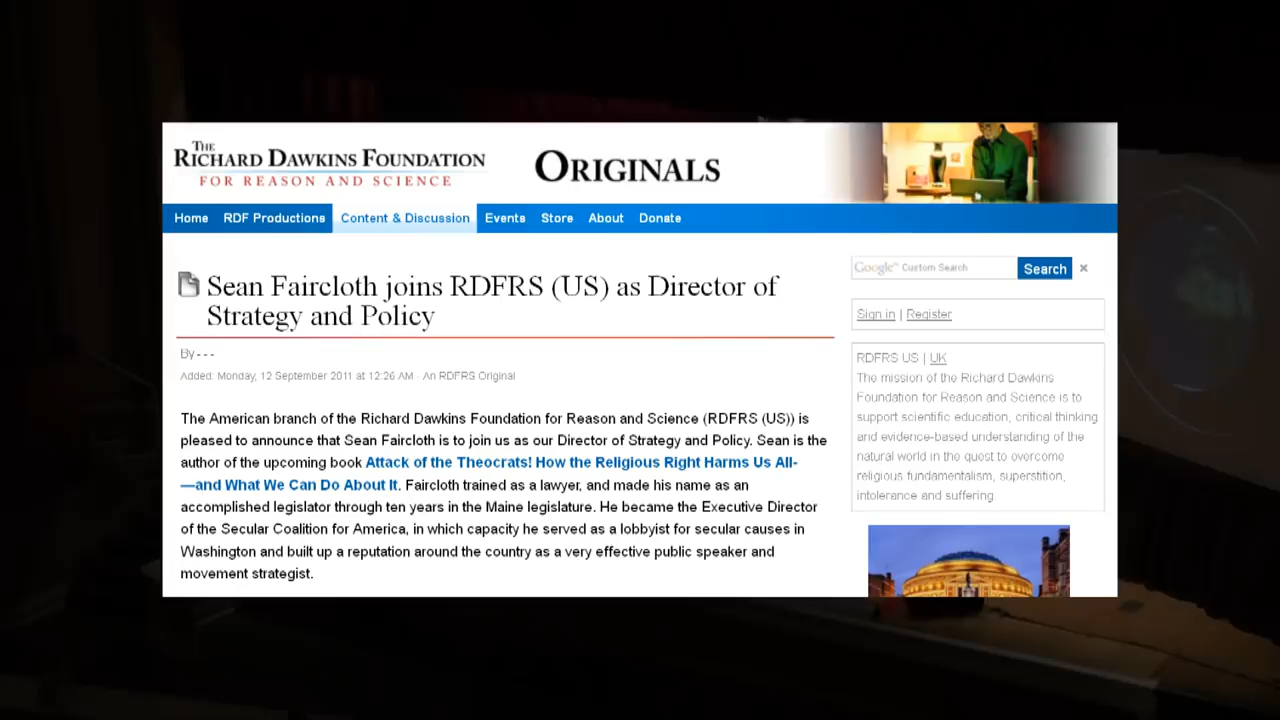 THE
RICHARD DAWKINS FOUNDATION
FOR REASON AND SCIENCE
ORIGINALS
Home RDF Productions Content & Discussion Events Store About Donate
Sean Faircloth joins RDFRS (US) as Director of
Strategy and Policy
By - - -
Added: Monday, 12 September 2011 at 12:26 AM · An RDFRS Original
The American branch of the Richard Dawkins Foundation for Reason and Science (RDFRS (US)) is
pleased to announce that Sean Faircloth is to join us as our Director of Strategy and Policy. Sean is the
author of the upcoming book Attack of the Theocrats! How the Religious Right Harms Us All-
—and What We Can Do About It. Faircloth trained as a lawyer, and made his name as an
accomplished legislator through ten years in the Maine legislature. He became the Executive Director
of the Secular Coalition for America, in which capacity he served as a lobbyist for secular causes in
Washington and built up a reputation around the country as a very effective public speaker and
movement strategist.
Google™ Custom Search Search ×
Sign in | Register
RDFRS US | UK
The mission of the Richard Dawkins
Foundation for Reason and Science is to
support scientific education, critical thinking
and evidence-based understanding of the
natural world in the quest to overcome
religious fundamentalism, superstition,
intolerance and suffering.